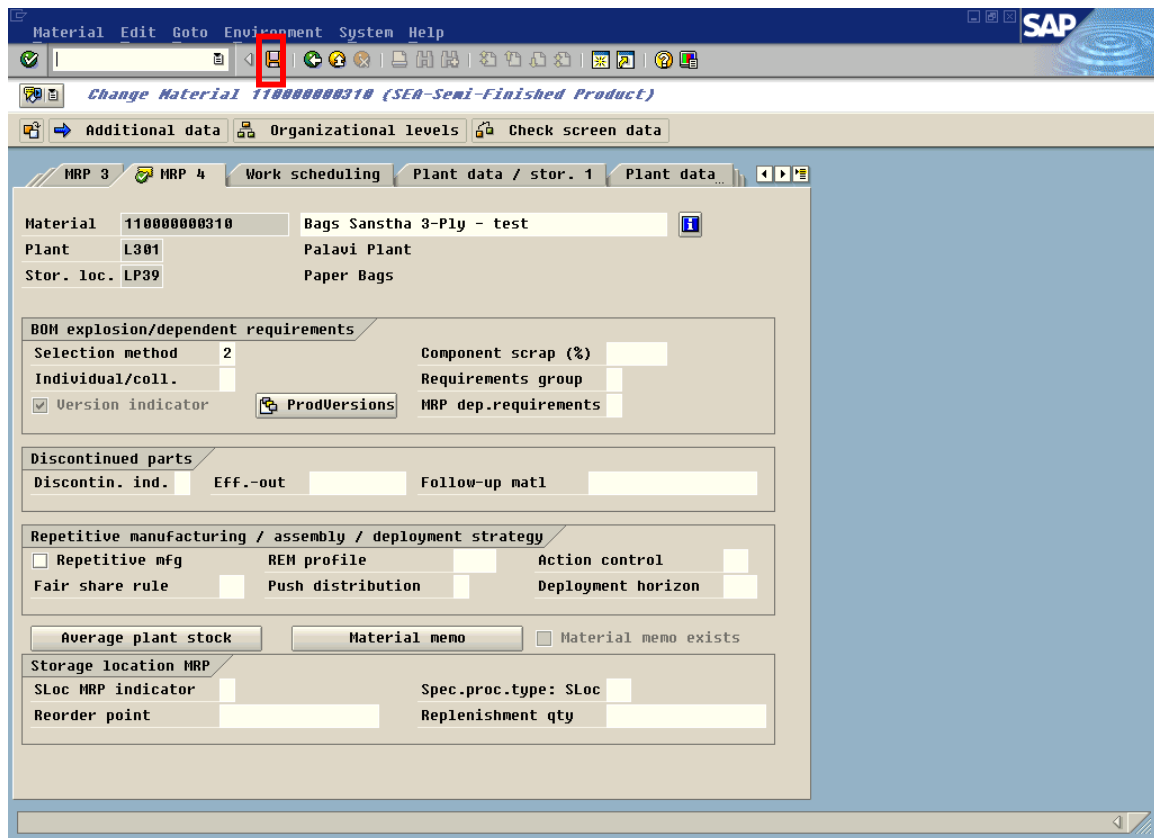 Material Edit Goto Environment System Help
SAP
Change Material 110000000310 (SEA-Semi-Finished Product)
Additional data Organizational levels Check screen data
MRP 3 MRP 4 Work scheduling Plant data / stor. 1 Plant data
Material 110000000310 Bags Sanstha 3-Ply - test
Plant L301 Palavi Plant
Stor. loc. LP39 Paper Bags
BOM explosion/dependent requirements
Selection method 2 Component scrap (%)
Individual/coll. Requirements group
Version indicator ProdVersions MRP dep.requirements
Discontinued parts
Discontin. ind. Eff.-out Follow-up matl
Repetitive manufacturing / assembly / deployment strategy
Repetitive mfg REM profile Action control
Fair share rule Push distribution Deployment horizon
Average plant stock Material memo Material memo exists
Storage location MRP
SLoc MRP indicator Spec.proc.type: SLoc
Reorder point Replenishment qty